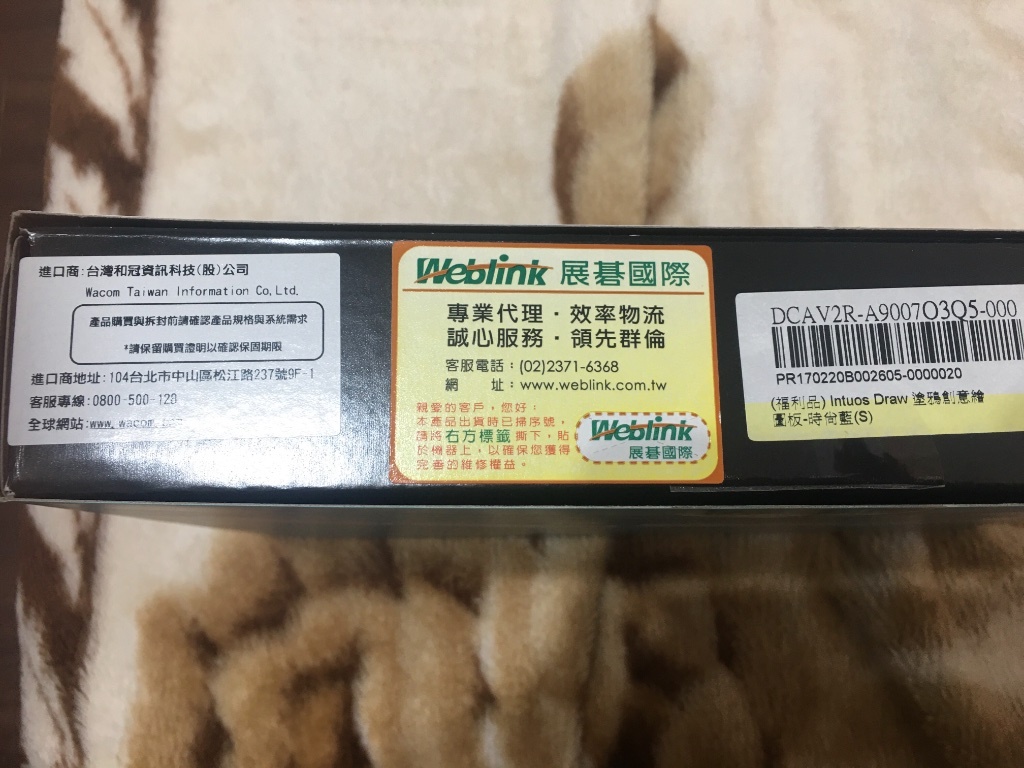 進口商:台灣和冠資訊科技(股)公司
Wacom Taiwan Information Co.,Ltd.
產品購買與拆封前請確認產品規格與系統需求
*請保留購買證明以確認保固期限
進口商地址:104台北市中山區松江路237號9F-1
客服專線:0800-500-120
全球網站:www.wacom.
Weblink 展碁國際
專業代理・效率物流
誠心服務・領先群倫
客服電話:(02)2371-6368
網 址:www.weblink.com.tw
親愛的客戶,您好:
本產品出貨時已掃序號,
請將右方標籤撕下,貼
於機器上,以確保您獲得
完善的維修權益。
Weblink
展碁國際
DCAV2R-A9007O3Q5-000
PR170220B002605-0000020
(福利品) Intuos Draw 塗鴉創意繪
圖板-時尚藍(S)